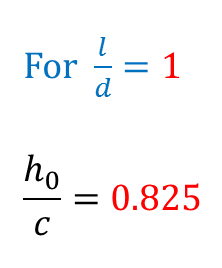 For l/d = 1
h₀/c = 0.825